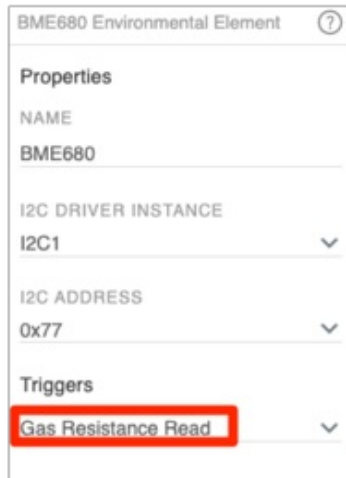 BME680 Environmental Element ?
Properties
NAME
BME680
I2C DRIVER INSTANCE
I2C1
I2C ADDRESS
0x77
Triggers
Gas Resistance Read